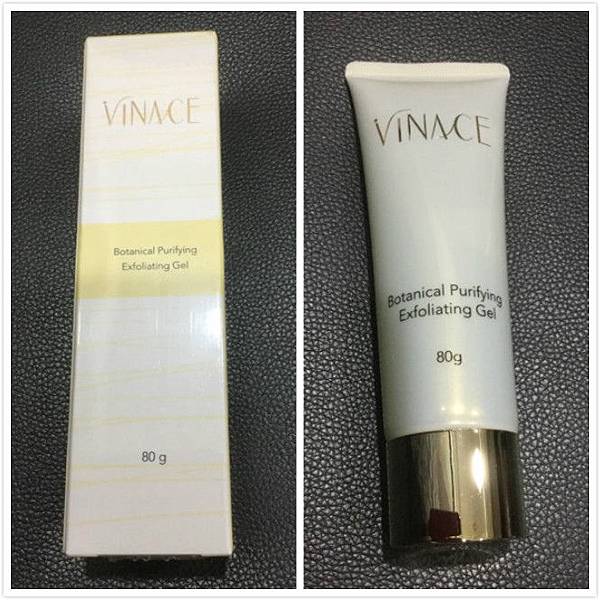 VINACE
Botanical Purifying
Exfoliating Gel
80 g
VINACE
Botanical Purifying
Exfoliating Gel
80g